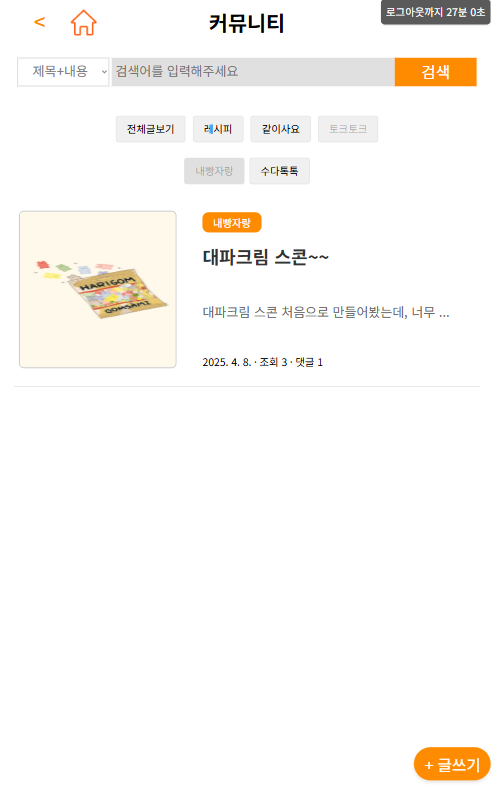 로그아웃까지 27분 0초
< 커뮤니티
제목+내용 검색어를 입력해주세요 검색
전체글보기 레시피 같이사요 토크토크
내빵자랑 수다톡톡
내빵자랑
대파크림 스콘~~
HARIGOM
GOMSAMZ
대파크림 스콘 처음으로 만들어봤는데, 너무 ...
2025. 4. 8. · 조회 3 · 댓글 1
+ 글쓰기